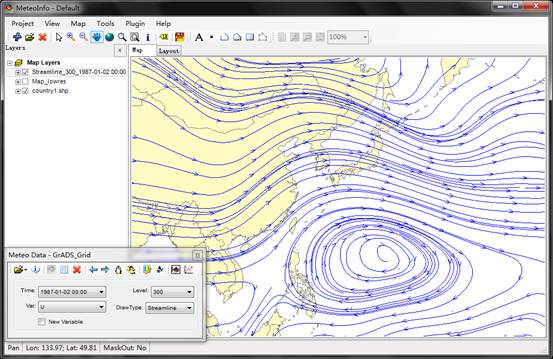 MeteoInfo - Default
Project View Map Tools Plugin Help
A 100%
Layers x
Map Layout
Map Layers
Streamline_300_1987-01-02 00:00
Map_lowres
country1.shp
Meteo Data - GrADS_Grid
Time: 1987-01-02 00:00 Level: 300
Var: U DrawType: Streamline
New Variable
Pan Lon: 133.97; Lat: 49.81 MaskOut: No